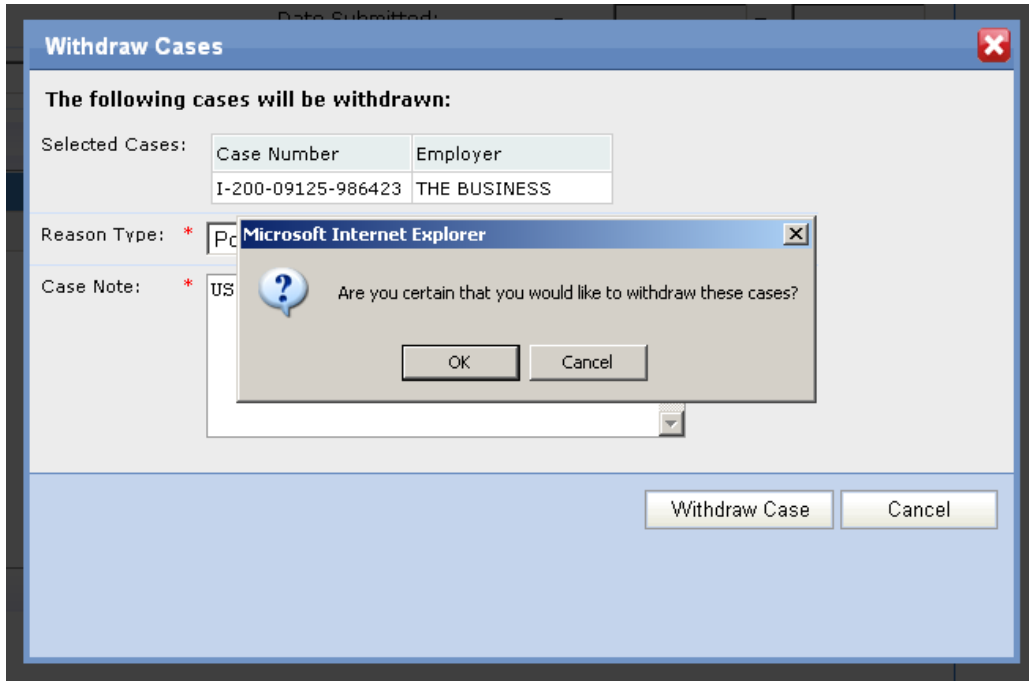 Date Submitted:
Withdraw Cases
The following cases will be withdrawn:
Selected Cases:
Case Number Employer
I-200-09125-986423 THE BUSINESS
Reason Type: *
Microsoft Internet Explorer
Case Note: * US
Are you certain that you would like to withdraw these cases?
OK Cancel
Withdraw Case Cancel